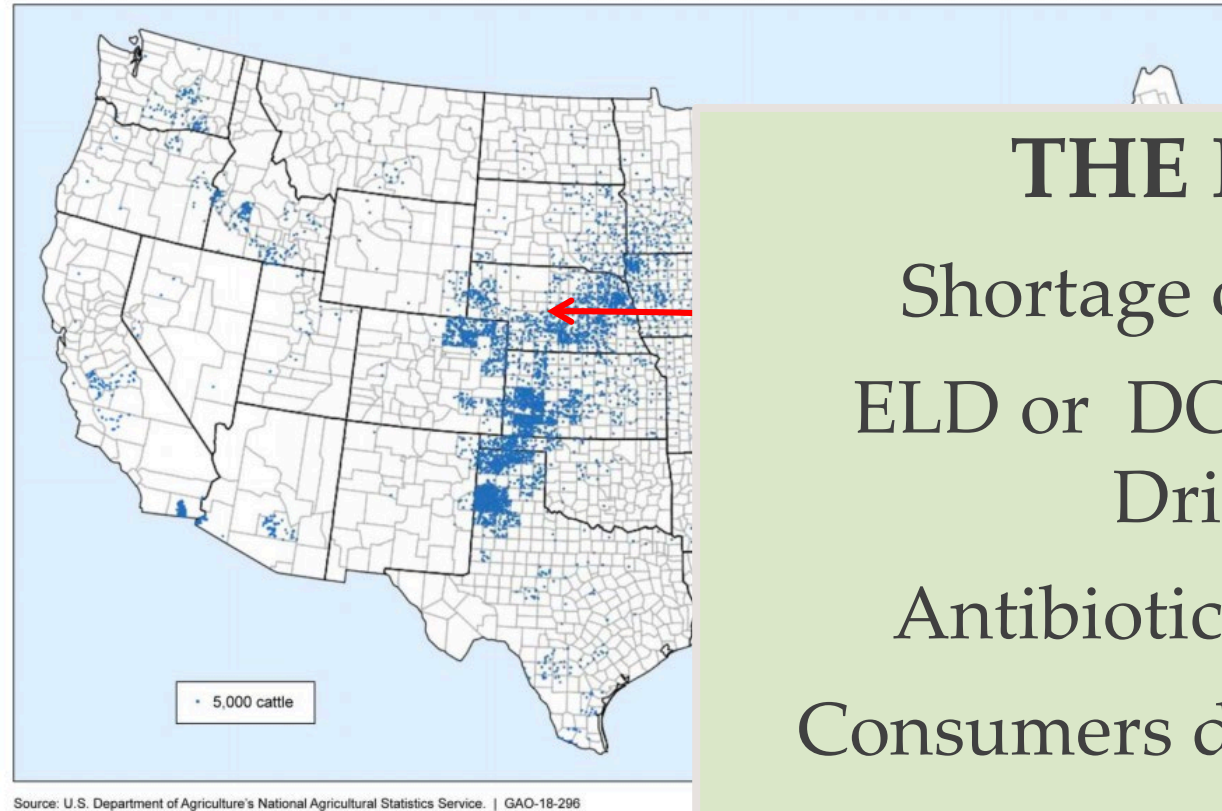 THE
Shortage
ELD or DO
Dri
Antibiotic
Consumers d
5,000 cattle
Source: U.S. Department of Agriculture's National Agricultural Statistics Service. | GAO-18-296